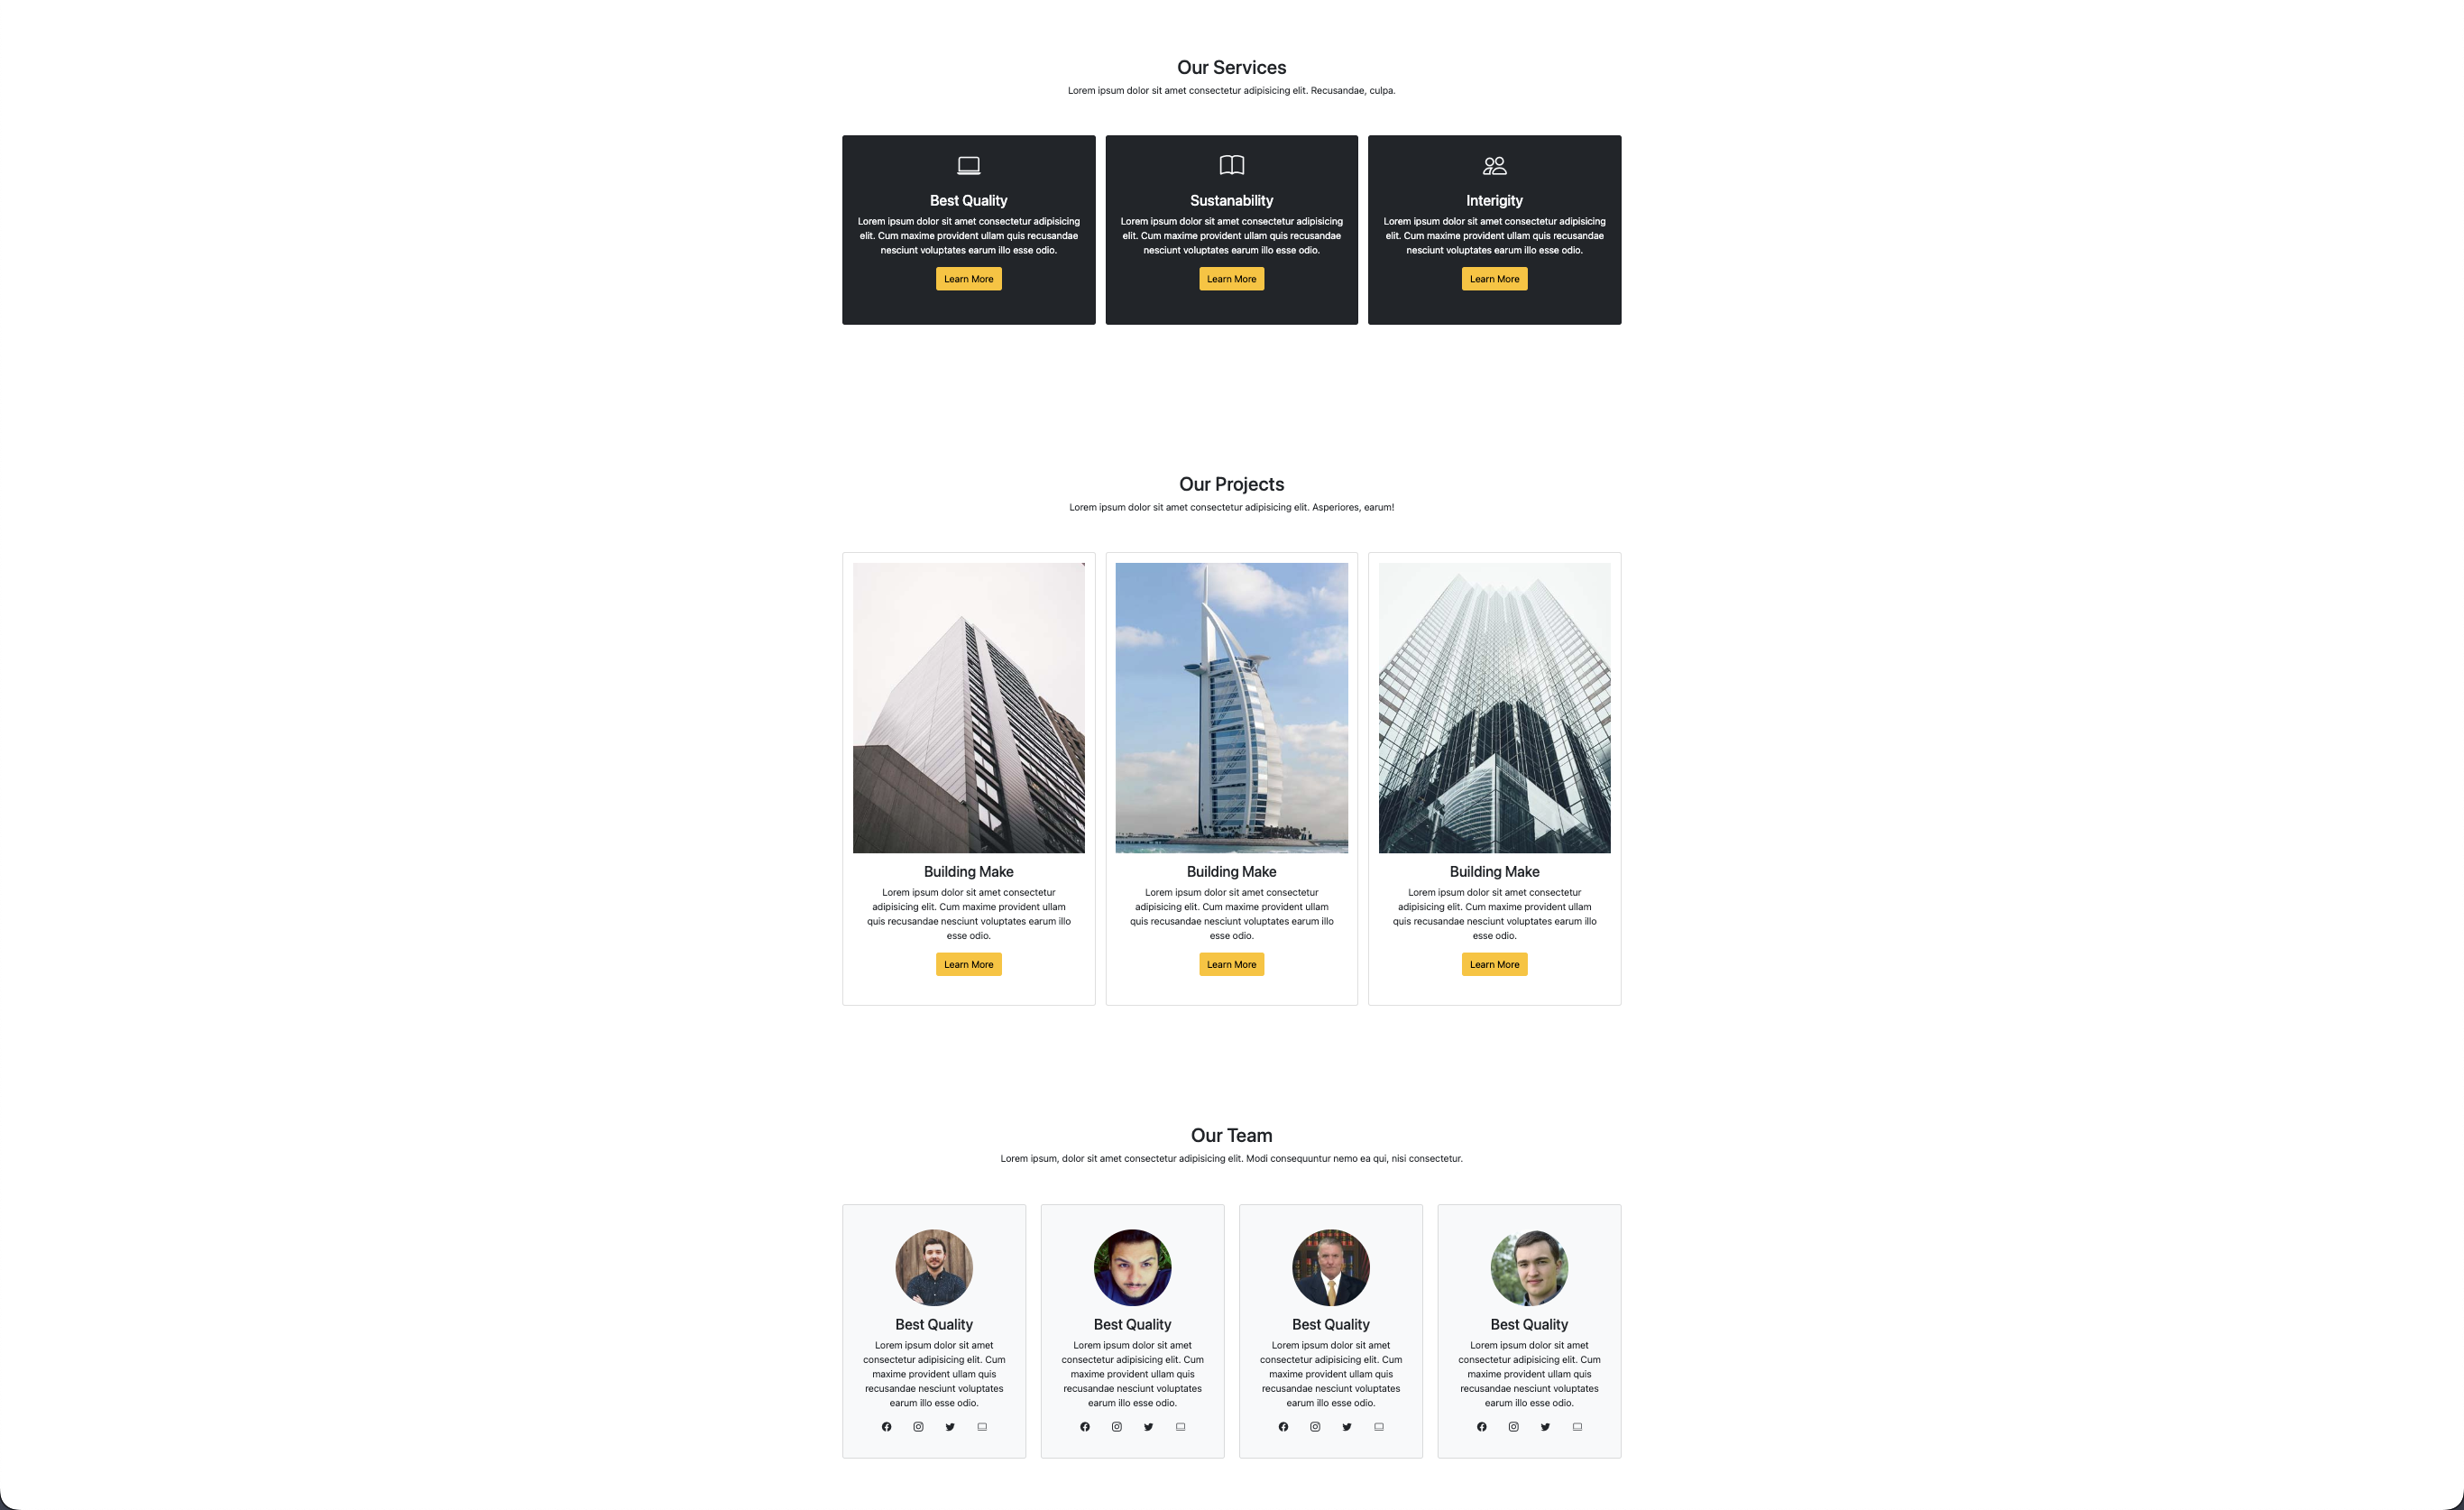 Our Services
Lorem ipsum dolor sit amet consectetur adipisicing elit. Recusandae, culpa.
Best Quality
Lorem ipsum dolor sit amet consectetur adipisicing
elit. Cum maxime provident ullam quis recusandae
nesciunt voluptates earum illo esse odio.
Learn More
Sustanability
Lorem ipsum dolor sit amet consectetur adipisicing
elit. Cum maxime provident ullam quis recusandae
nesciunt voluptates earum illo esse odio.
Learn More
Interigity
Lorem ipsum dolor sit amet consectetur adipisicing
elit. Cum maxime provident ullam quis recusandae
nesciunt voluptates earum illo esse odio.
Learn More
Our Projects
Lorem ipsum dolor sit amet consectetur adipisicing elit. Asperiores, earum!
Building Make
Lorem ipsum dolor sit amet consectetur
adipisicing elit. Cum maxime provident ullam
quis recusandae nesciunt voluptates earum illo
esse odio.
Learn More
Building Make
Lorem ipsum dolor sit amet consectetur
adipisicing elit. Cum maxime provident ullam
quis recusandae nesciunt voluptates earum illo
esse odio.
Learn More
Building Make
Lorem ipsum dolor sit amet consectetur
adipisicing elit. Cum maxime provident ullam
quis recusandae nesciunt voluptates earum illo
esse odio.
Learn More
Our Team
Lorem ipsum, dolor sit amet consectetur adipisicing elit. Modi consequuntur nemo ea qui, nisi consectetur.
Best Quality
Lorem ipsum dolor sit amet
consectetur adipisicing elit. Cum
maxime provident ullam quis
recusandae nesciunt voluptates
earum illo esse odio.
Best Quality
Lorem ipsum dolor sit amet
consectetur adipisicing elit. Cum
maxime provident ullam quis
recusandae nesciunt voluptates
earum illo esse odio.
Best Quality
Lorem ipsum dolor sit amet
consectetur adipisicing elit. Cum
maxime provident ullam quis
recusandae nesciunt voluptates
earum illo esse odio.
Best Quality
Lorem ipsum dolor sit amet
consectetur adipisicing elit. Cum
maxime provident ullam quis
recusandae nesciunt voluptates
earum illo esse odio.